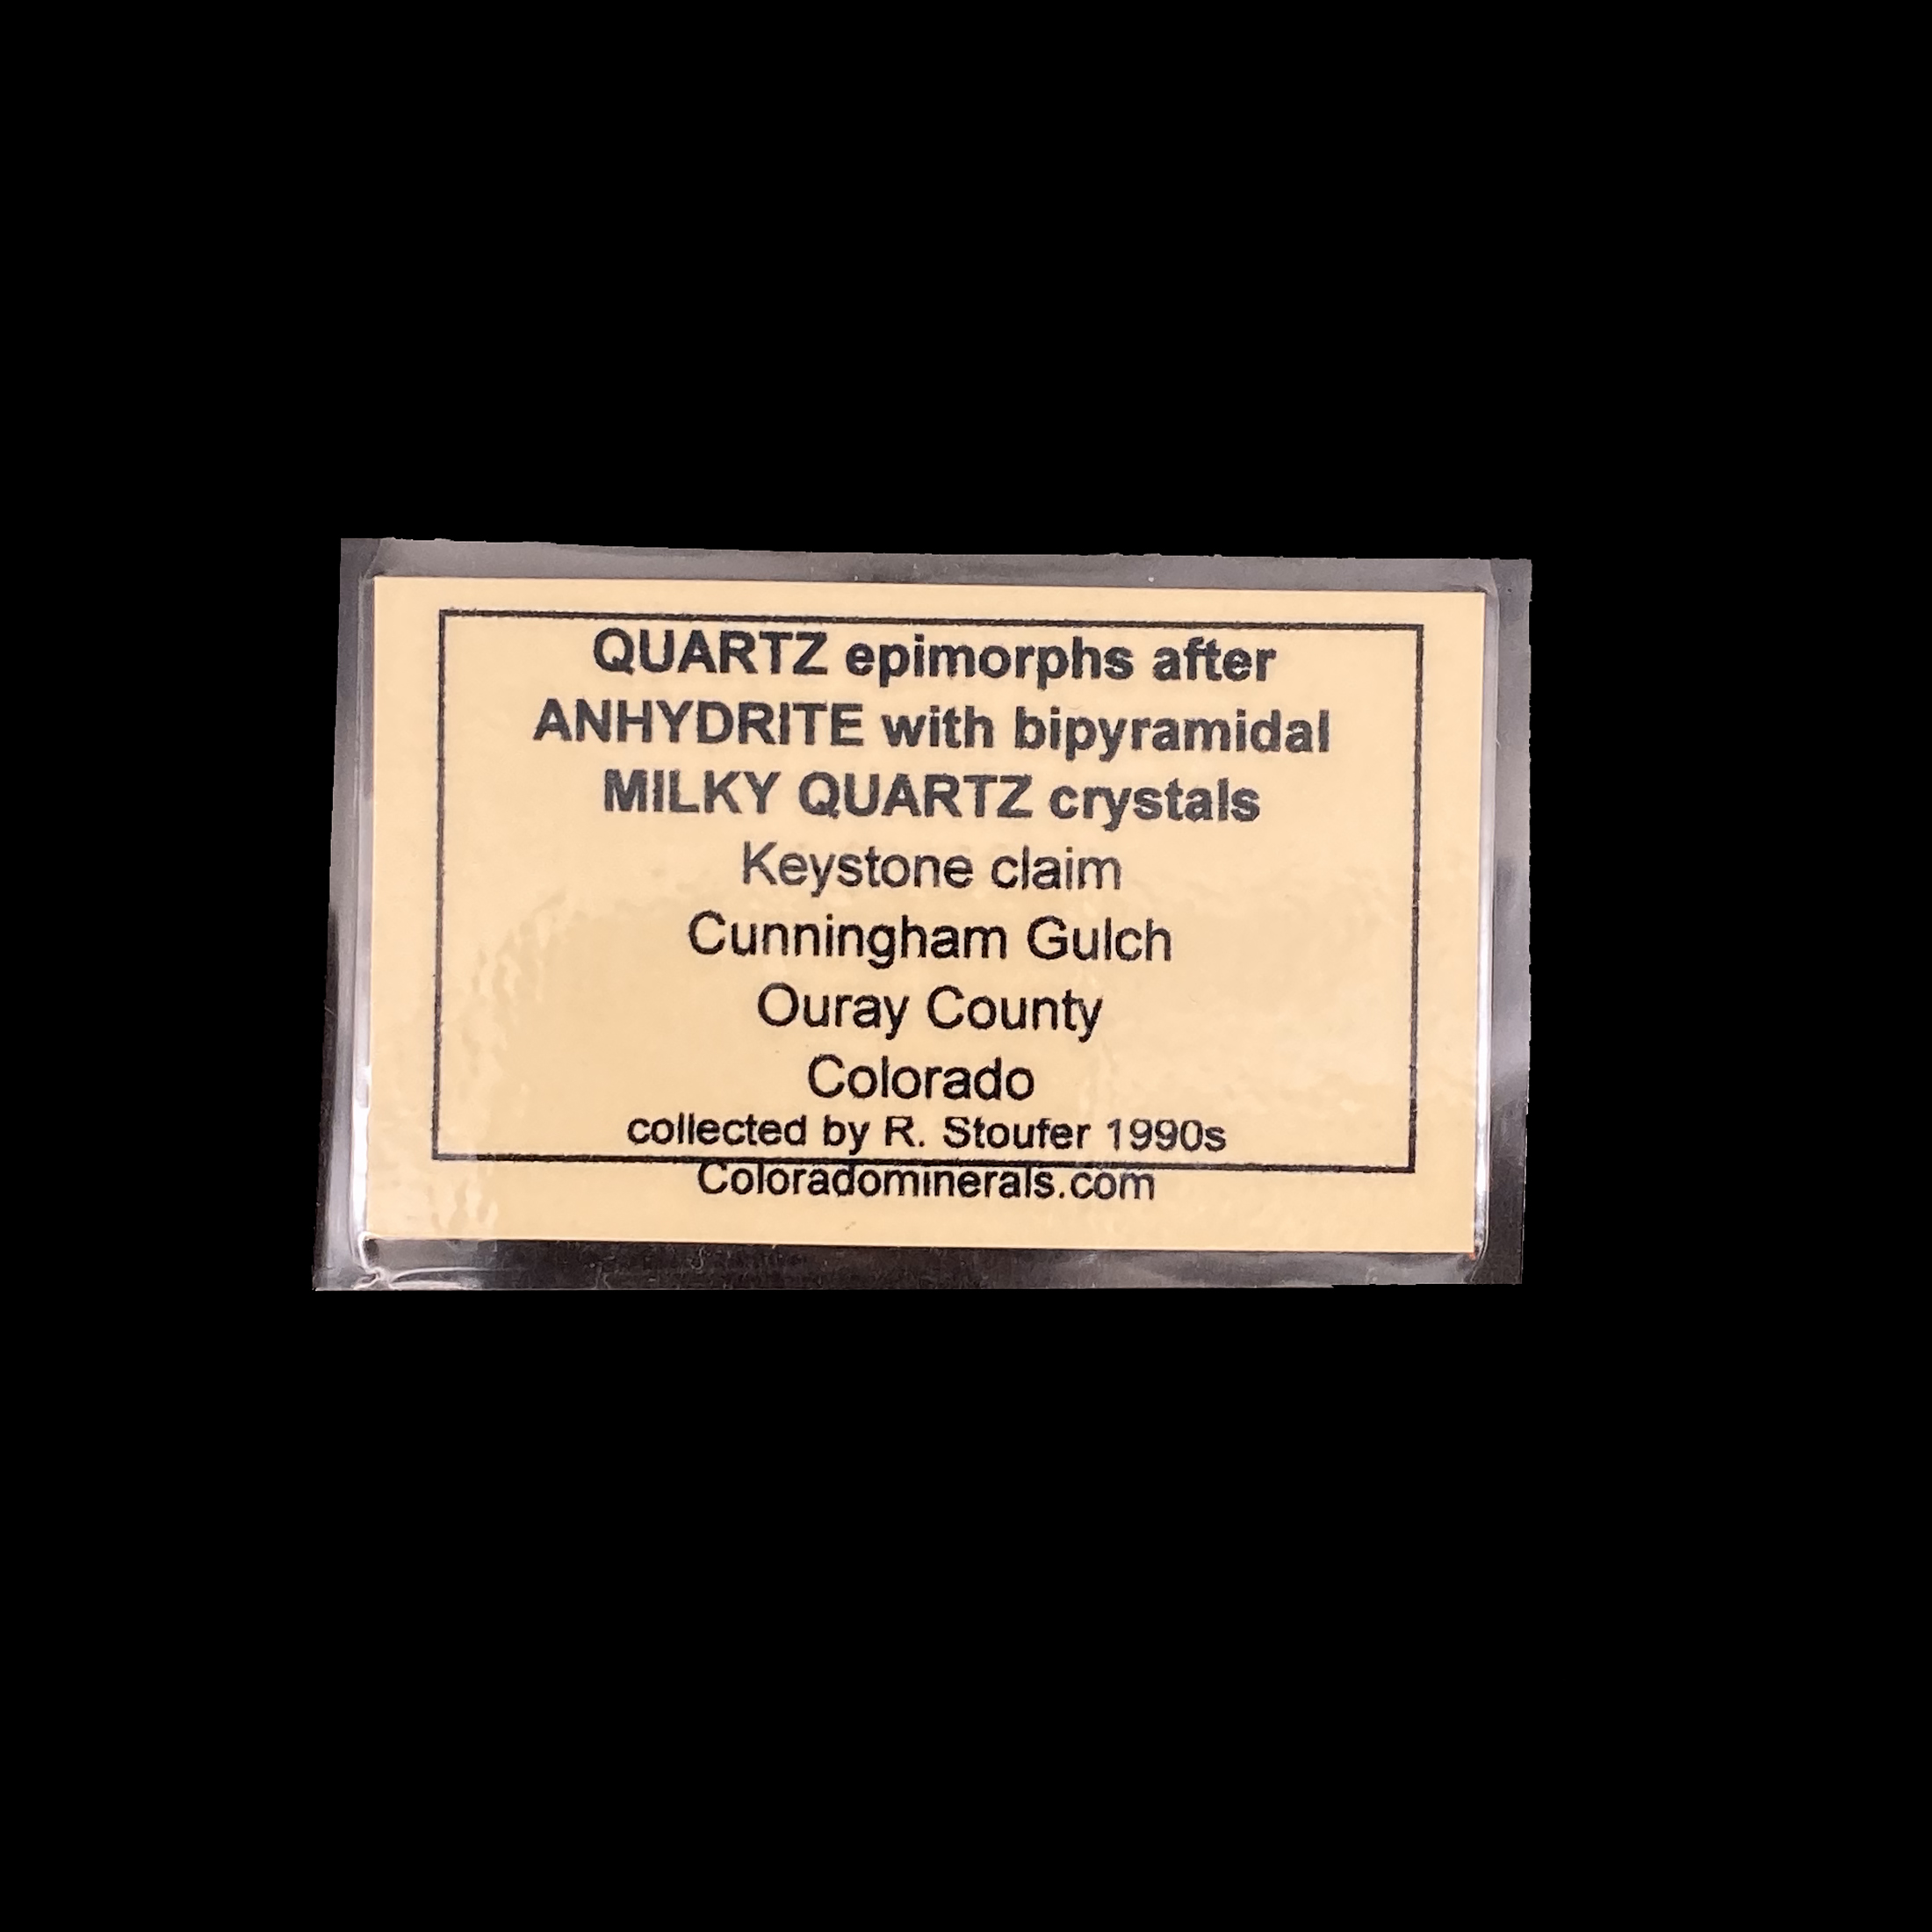 QUARTZ epimorphs after
ANHYDRITE with bipyramidal
MILKY QUARTZ crystals
Keystone claim
Cunningham Gulch
Ouray County
Colorado
collected by R. Stoufer 1990s
Coloradominerals.com